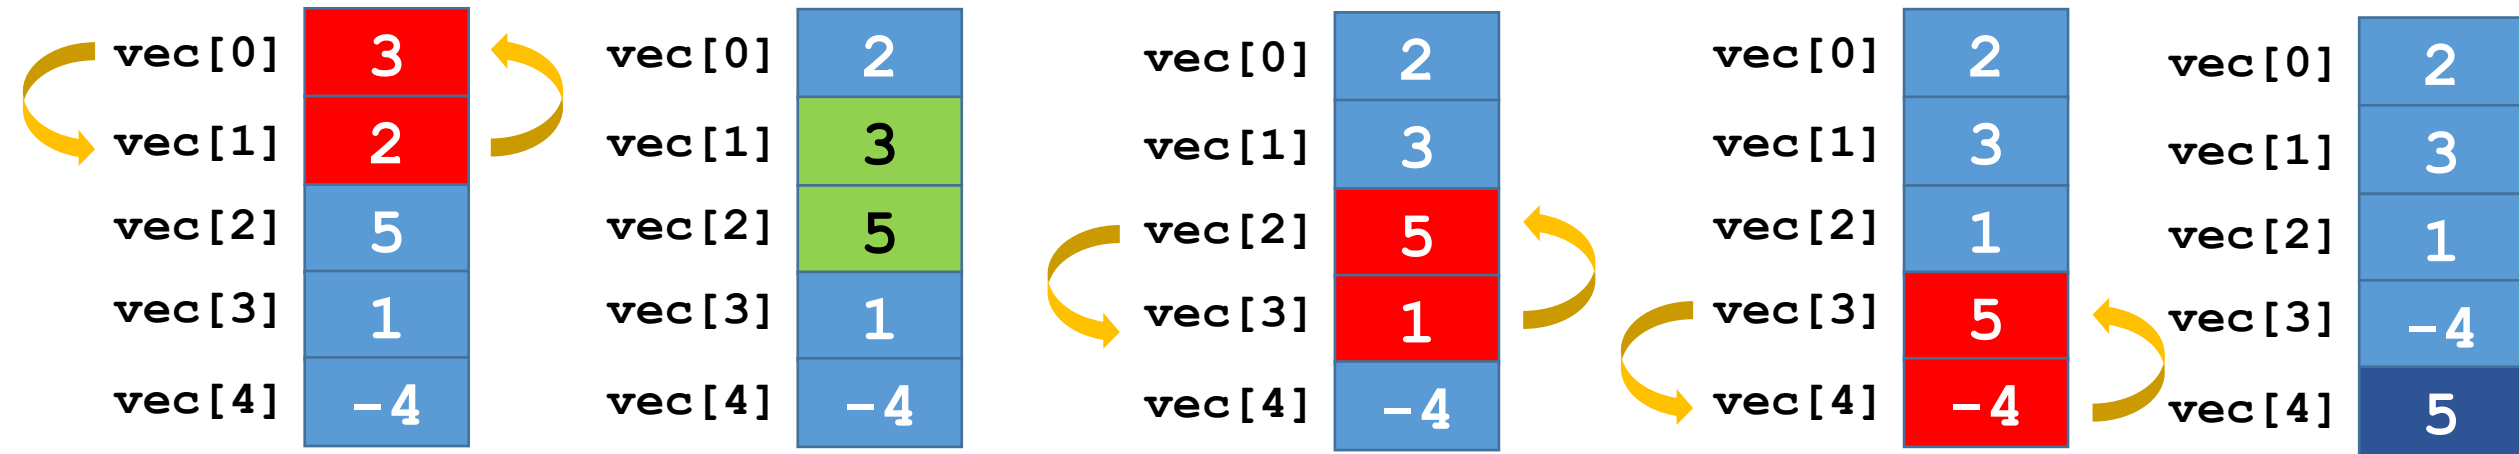 vec[0] 3
vec[1] 2
vec[2] 5
vec[3] 1
vec[4] -4
vec[0] 2
vec[1] 3
vec[2] 5
vec[3] 1
vec[4] -4
vec[0] 2
vec[1] 3
vec[2] 5
vec[3] 1
vec[4] -4
vec[0] 2
vec[1] 3
vec[2] 1
vec[3] 5
vec[4] -4
vec[0] 2
vec[1] 3
vec[2] 1
vec[3] -4
vec[4] 5